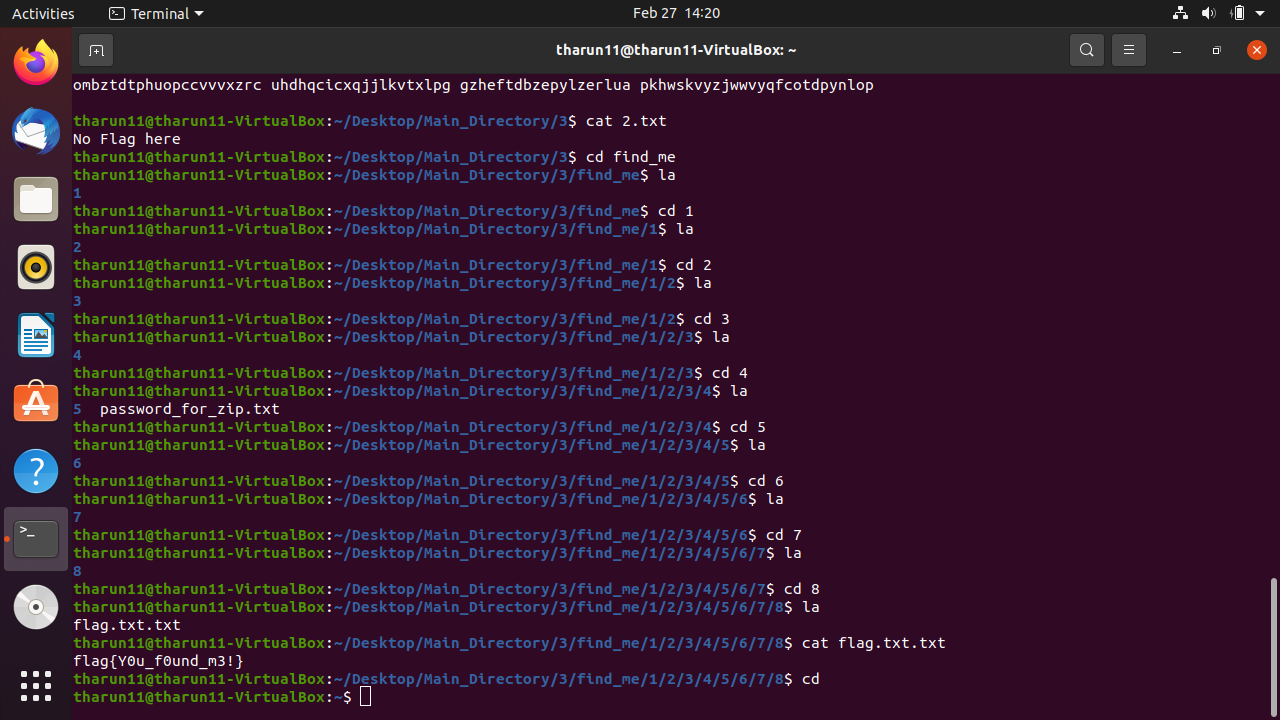 Activities
Terminal
Feb 27 14:20
tharun11@tharun11-VirtualBox: ~
ombztdtphuopccvvvxzrc uhdhqcicxqjjlkvtxlpg gzheftdbzepylzerlua pkhwskvyzjwwvyqfcotdpynlop
tharun11@tharun11-VirtualBox:~/Desktop/Main_Directory/3$ cat 2.txt
No Flag here
tharun11@tharun11-VirtualBox:~/Desktop/Main_Directory/3$ cd find_me
tharun11@tharun11-VirtualBox:~/Desktop/Main_Directory/3/find_me$ la
1
tharun11@tharun11-VirtualBox:~/Desktop/Main_Directory/3/find_me$ cd 1
tharun11@tharun11-VirtualBox:~/Desktop/Main_Directory/3/find_me/1$ la
2
tharun11@tharun11-VirtualBox:~/Desktop/Main_Directory/3/find_me/1$ cd 2
tharun11@tharun11-VirtualBox:~/Desktop/Main_Directory/3/find_me/1/2$ la
3
tharun11@tharun11-VirtualBox:~/Desktop/Main_Directory/3/find_me/1/2$ cd 3
tharun11@tharun11-VirtualBox:~/Desktop/Main_Directory/3/find_me/1/2/3$ la
4
tharun11@tharun11-VirtualBox:~/Desktop/Main_Directory/3/find_me/1/2/3$ cd 4
tharun11@tharun11-VirtualBox:~/Desktop/Main_Directory/3/find_me/1/2/3/4$ la
5  password_for_zip.txt
tharun11@tharun11-VirtualBox:~/Desktop/Main_Directory/3/find_me/1/2/3/4$ cd 5
tharun11@tharun11-VirtualBox:~/Desktop/Main_Directory/3/find_me/1/2/3/4/5$ la
6
tharun11@tharun11-VirtualBox:~/Desktop/Main_Directory/3/find_me/1/2/3/4/5$ cd 6
tharun11@tharun11-VirtualBox:~/Desktop/Main_Directory/3/find_me/1/2/3/4/5/6$ la
7
tharun11@tharun11-VirtualBox:~/Desktop/Main_Directory/3/find_me/1/2/3/4/5/6$ cd 7
tharun11@tharun11-VirtualBox:~/Desktop/Main_Directory/3/find_me/1/2/3/4/5/6/7$ la
8
tharun11@tharun11-VirtualBox:~/Desktop/Main_Directory/3/find_me/1/2/3/4/5/6/7$ cd 8
tharun11@tharun11-VirtualBox:~/Desktop/Main_Directory/3/find_me/1/2/3/4/5/6/7/8$ la
flag.txt.txt
tharun11@tharun11-VirtualBox:~/Desktop/Main_Directory/3/find_me/1/2/3/4/5/6/7/8$ cat flag.txt.txt
flag{Y0u_f0und_m3!}
tharun11@tharun11-VirtualBox:~/Desktop/Main_Directory/3/find_me/1/2/3/4/5/6/7/8$ cd
tharun11@tharun11-VirtualBox:~$